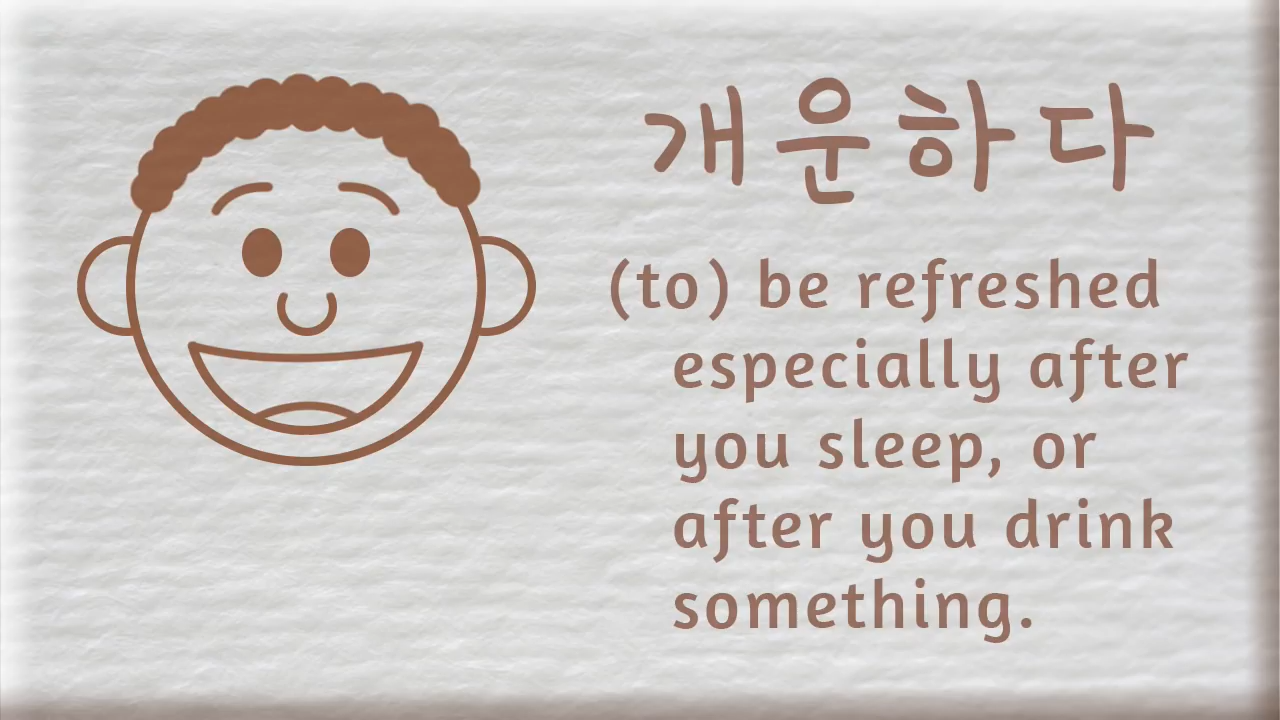 개운하다
(to) be refreshed
especially after
you sleep, or
after you drink
something.